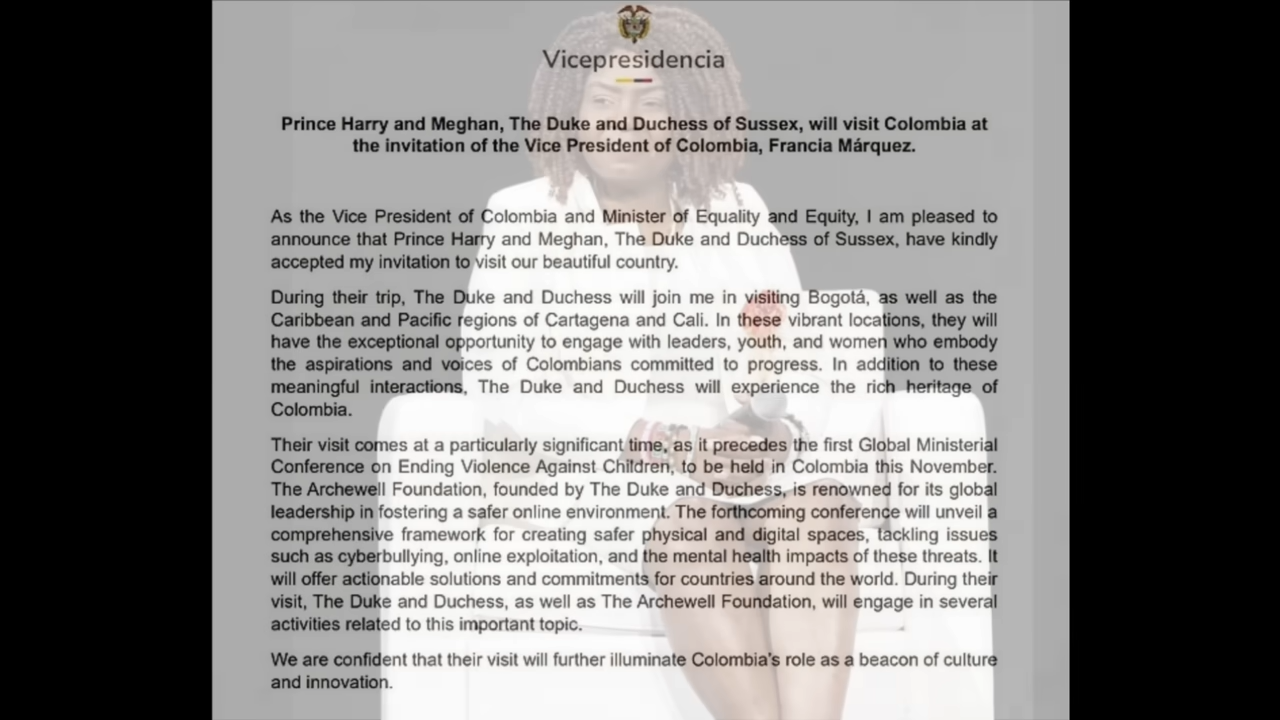 Vicepresidencia
Prince Harry and Meghan, The Duke and Duchess of Sussex, will visit Colombia at
the invitation of the Vice President of Colombia, Francia Márquez.
As the Vice President of Colombia and Minister of Equality and Equity, I am pleased to
announce that Prince Harry and Meghan, The Duke and Duchess of Sussex, have kindly
accepted my invitation to visit our beautiful country.
During their trip, The Duke and Duchess will join me in visiting Bogotá, as well as the
Caribbean and Pacific regions of Cartagena and Cali. In these vibrant locations, they will
have the exceptional opportunity to engage with leaders, youth, and women who embody
the aspirations and voices of Colombians committed to progress. In addition to these
meaningful interactions, The Duke and Duchess will experience the rich heritage of
Colombia.
Their visit comes at a particularly significant time, as it precedes the first Global Ministerial
Conference on Ending Violence Against Children, to be held in Colombia this November.
The Archewell Foundation, founded by The Duke and Duchess, is renowned for its global
leadership in fostering a safer online environment. The forthcoming conference will unveil a
comprehensive framework for creating safer physical and digital spaces, tackling issues
such as cyberbullying, online exploitation, and the mental health impacts of these threats. It
will offer actionable solutions and commitments for countries around the world. During their
visit, The Duke and Duchess, as well as The Archewell Foundation, will engage in several
activities related to this important topic.
We are confident that their visit will further illuminate Colombia's role as a beacon of culture
and innovation.